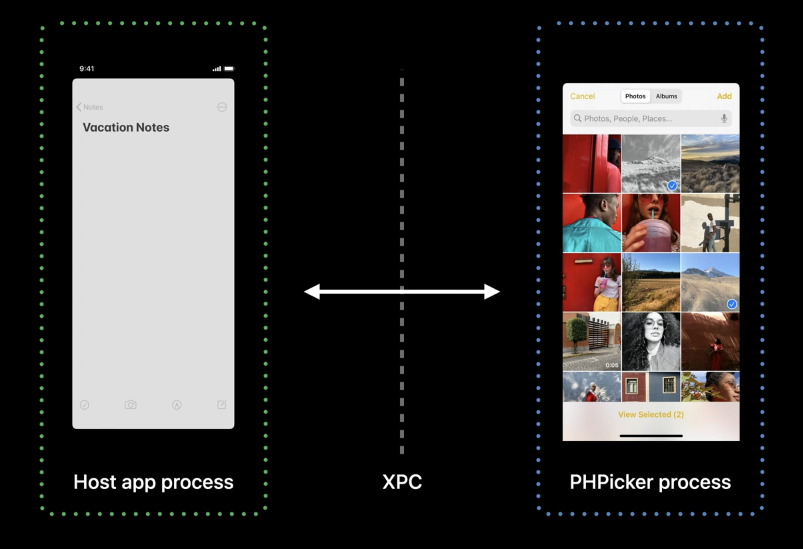 9:41
Notes
Vacation Notes
Cancel
Photos
Albums
Add
Photos, People, Places...
0:05
View Selected (2)
Host app process
XPC
PHPicker process